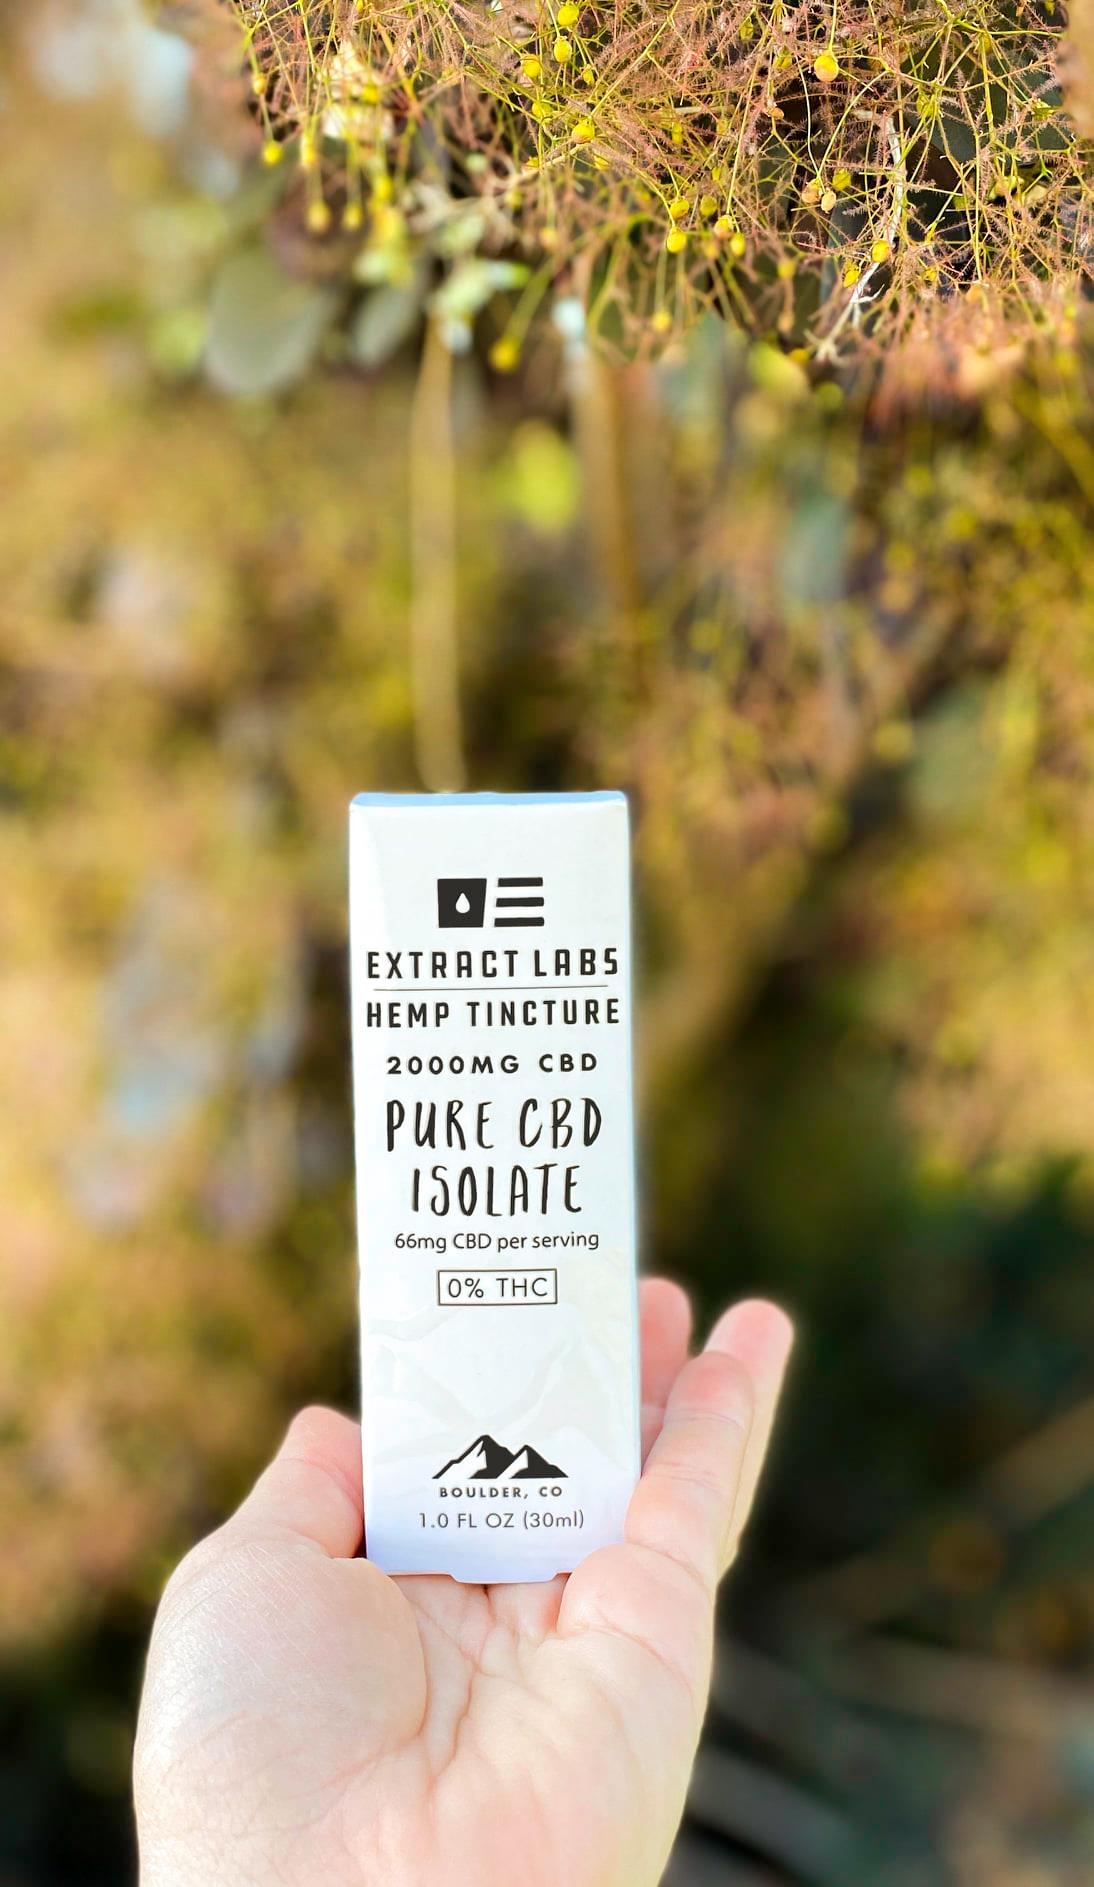 EXTRACT LABS
HEMP TINCTURE
2000MG CBD
PURE CBD
ISOLATE
66mg CBD per serving
0% THC
BOULDER, CO
1.0 FL OZ (30ml)